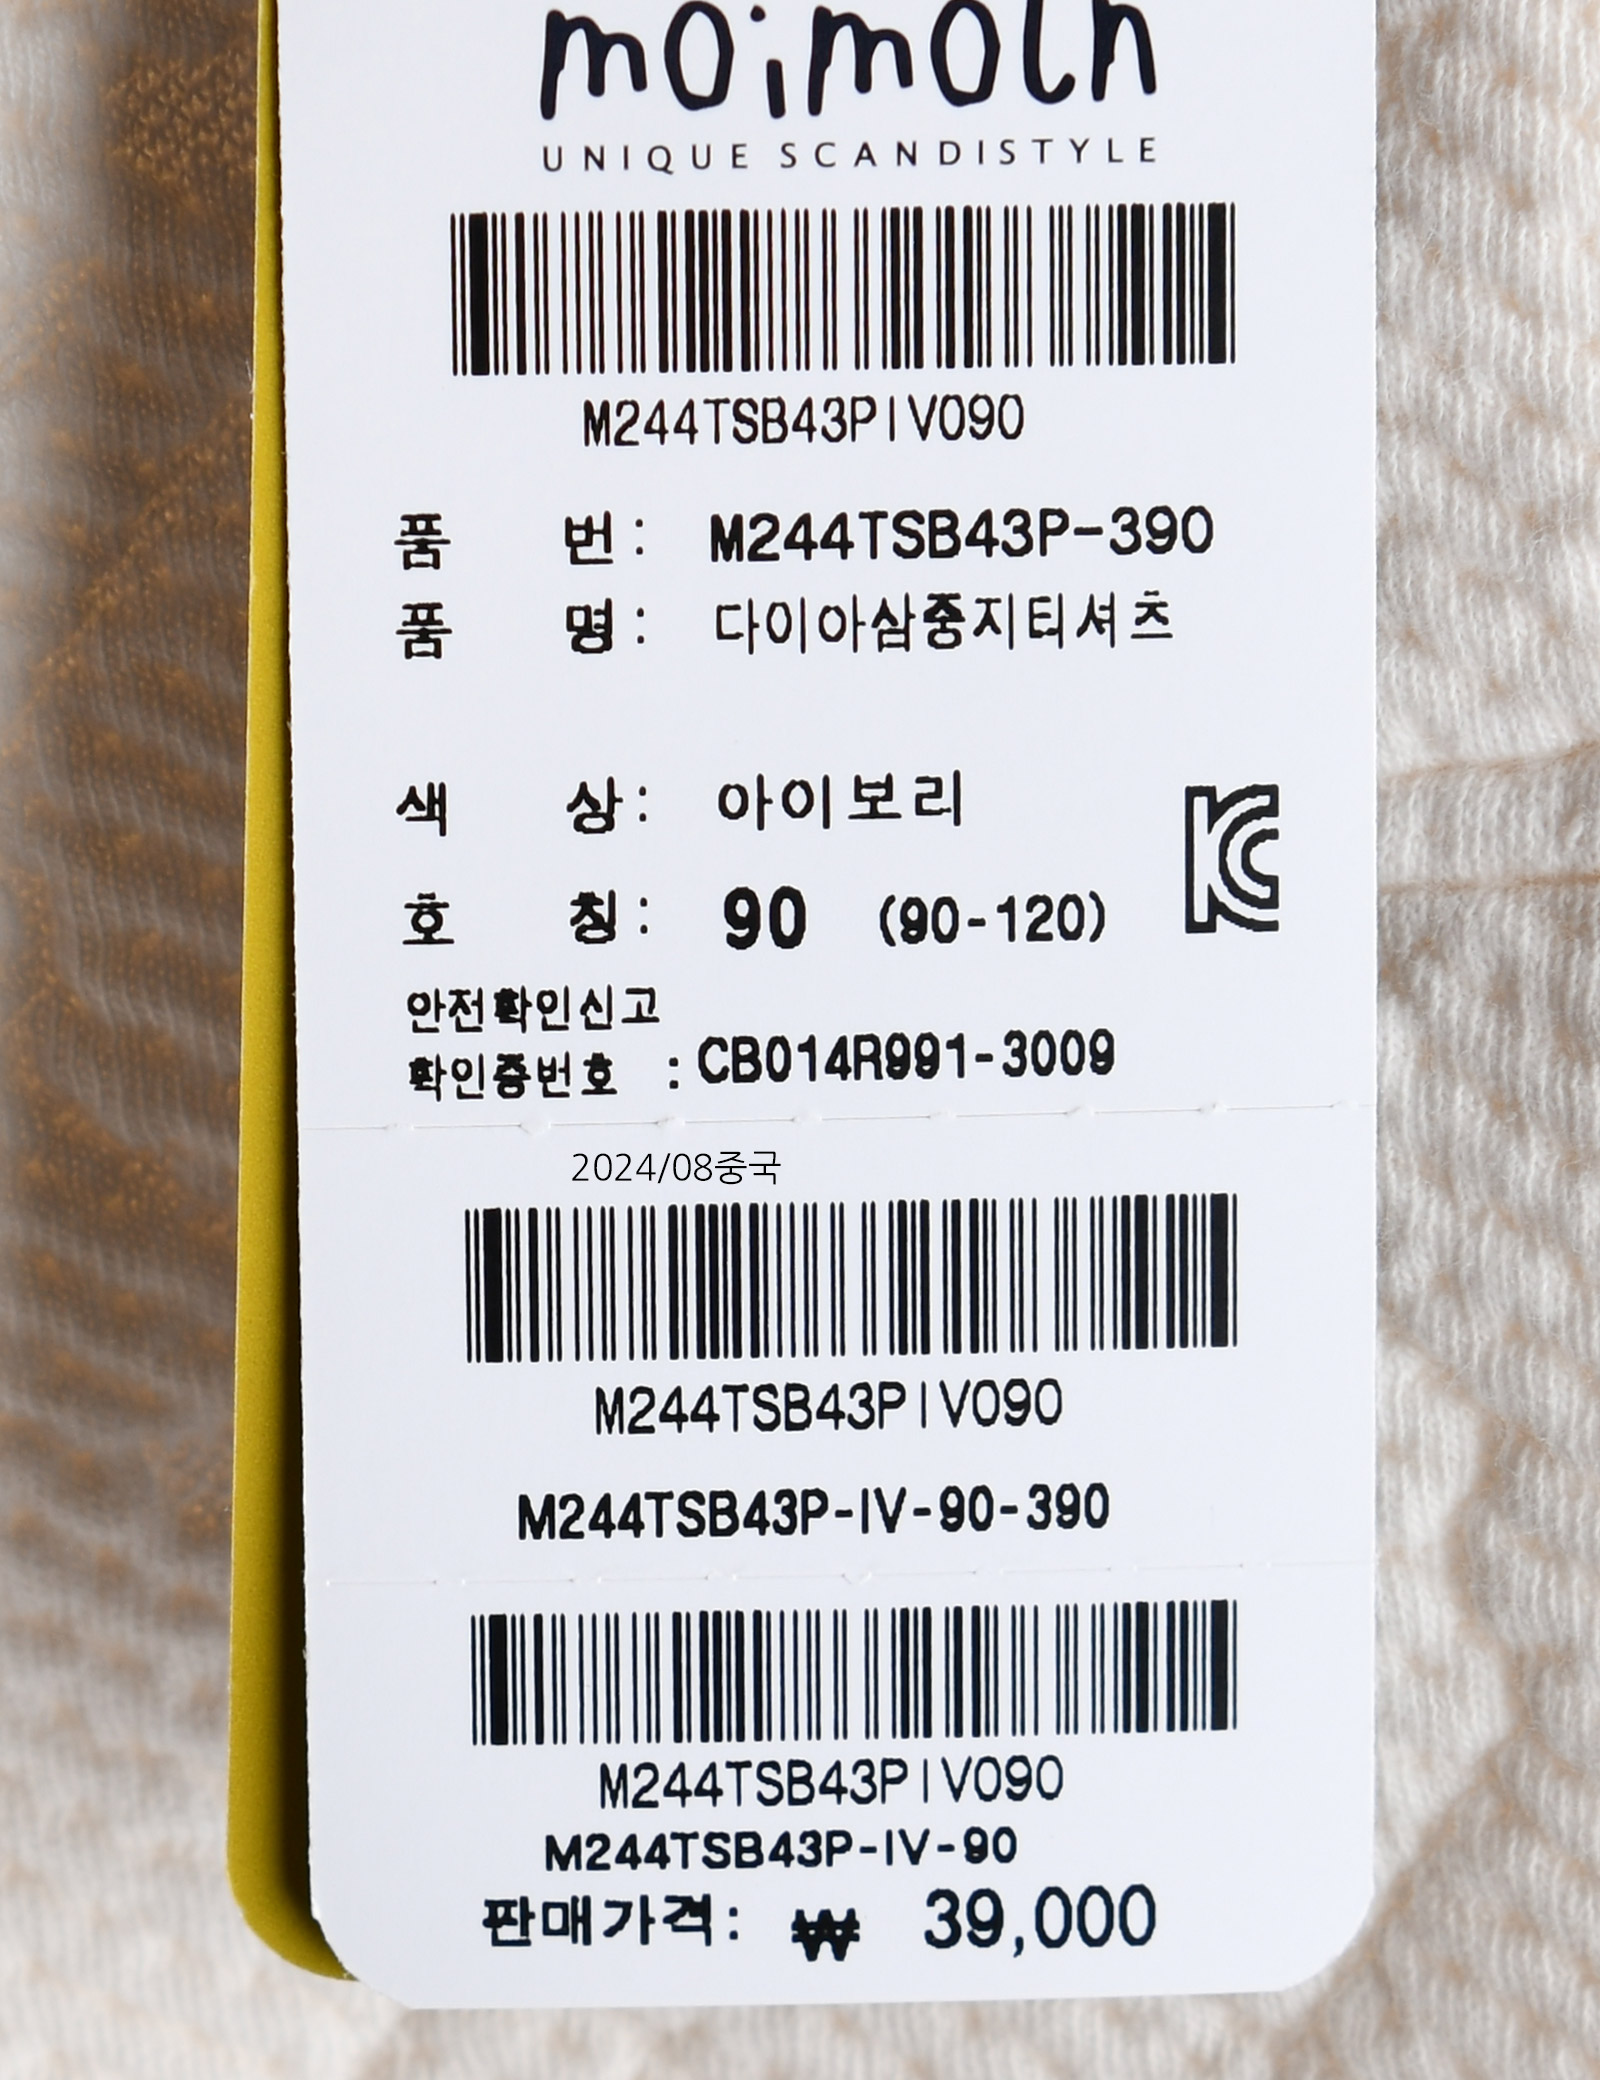 moimoln
UNIQUE SCANDISTYLE
M244TSB43PIV090
품 번: M244TSB43P-390
품 명: 다이아삼중지티셔츠
색 상: 아이보리
호 칭: 90 (90-120)
안전확인신고
확인증번호 : CB014R991-3009
2024/08중국
M244TSB43PIV090
M244TSB43P-IV-90-390
M244TSB43PIV090
M244TSB43P-IV-90
판매가격: ₩ 39,000